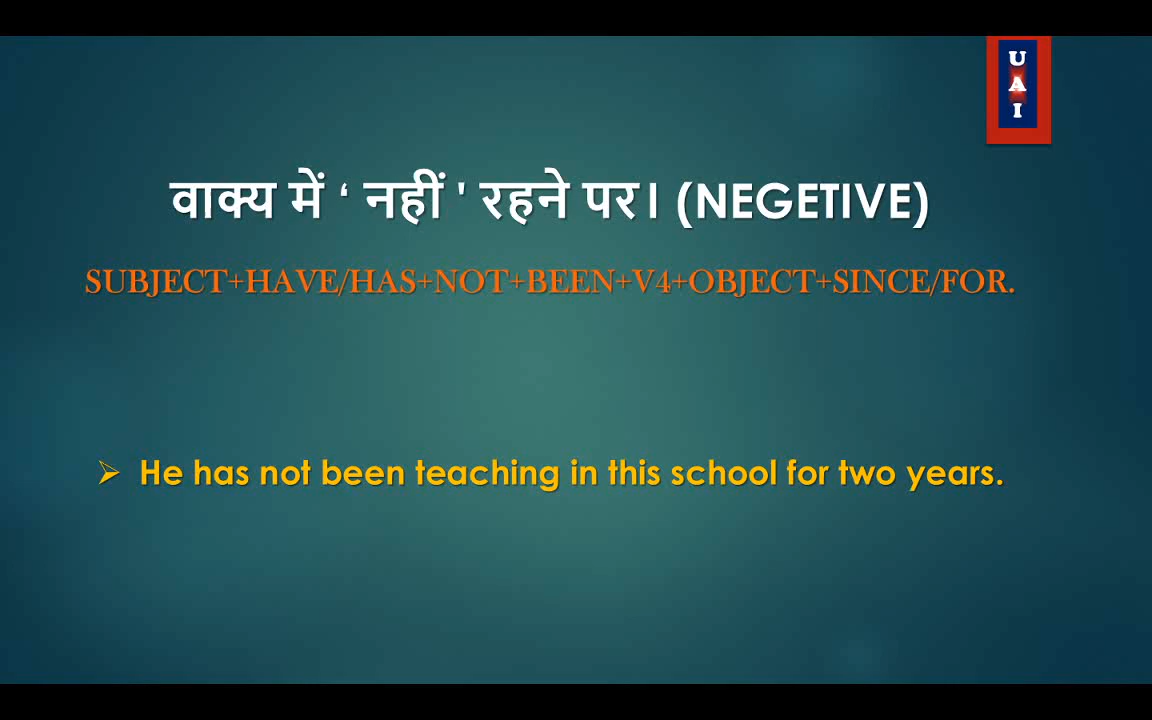 U
A
I
वाक्य में ‘ नहीं ' रहने पर। (NEGETIVE)
SUBJECT+HAVE/HAS+NOT+BEEN+V4+OBJECT+SINCE/FOR.
➢ He has not been teaching in this school for two years.